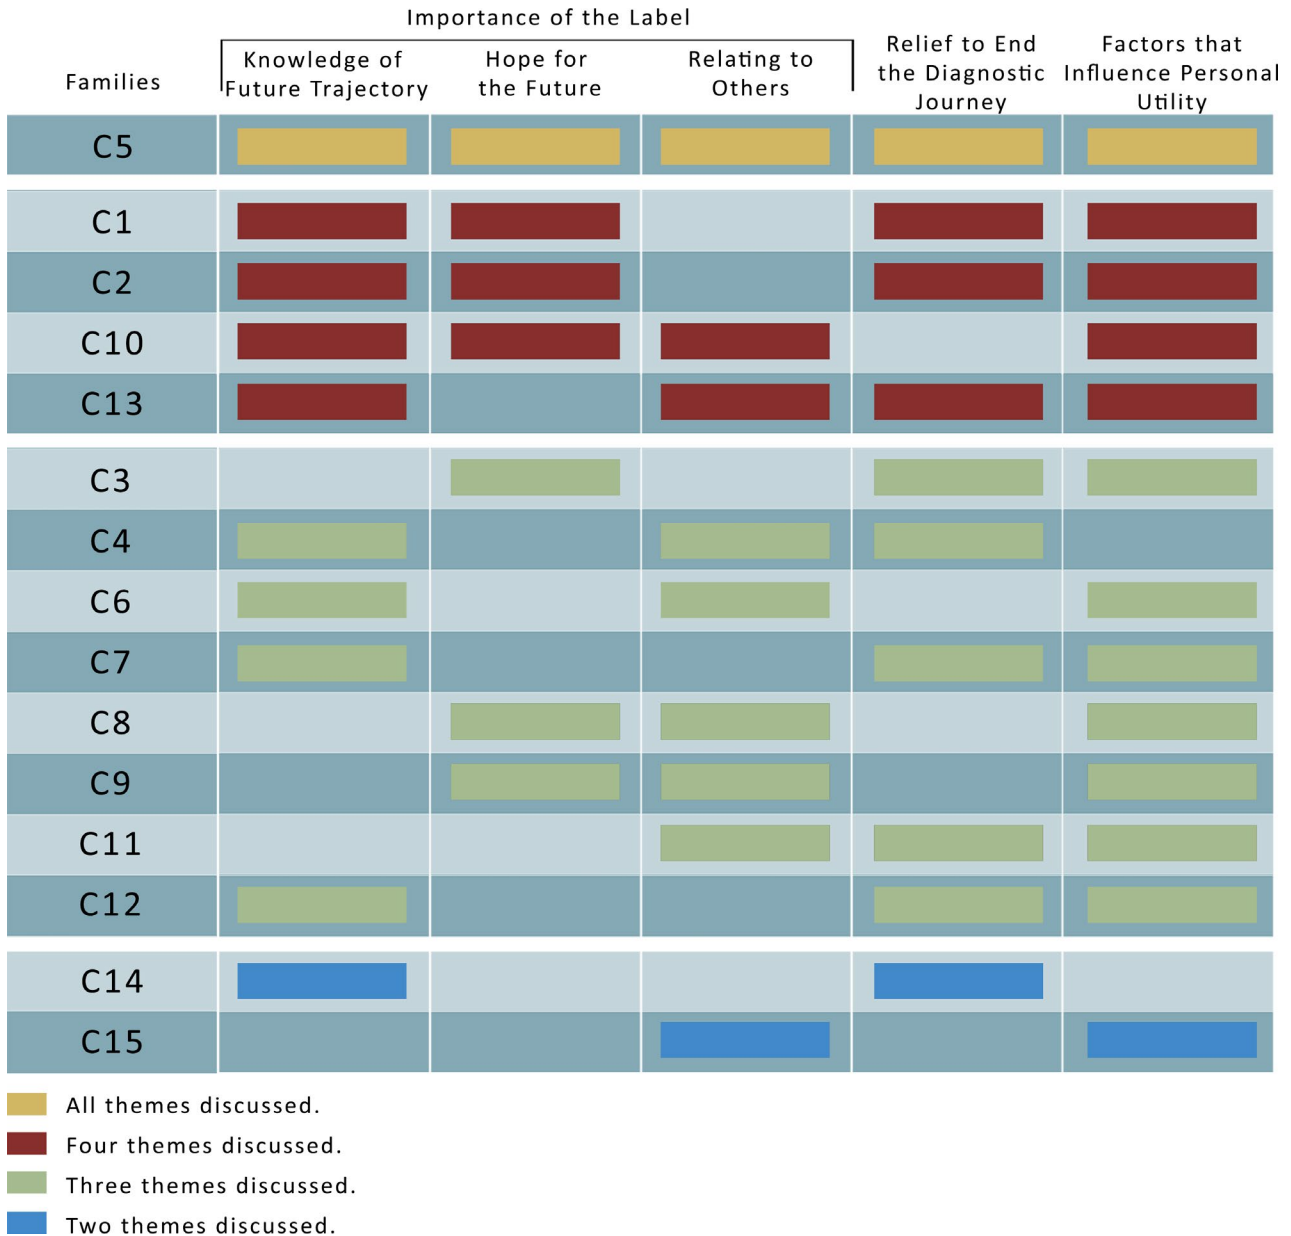 Importance of the Label
Families
Knowledge of
Future Trajectory
Hope for
the Future
Relating to
Others
Relief to End
the Diagnostic
Journey
Factors that
Influence Personal
Utility
C5
C1
C2
C10
C13
C3
C4
C6
C7
C8
C9
C11
C12
C14
C15
All themes discussed.
Four themes discussed.
Three themes discussed.
Two themes discussed.